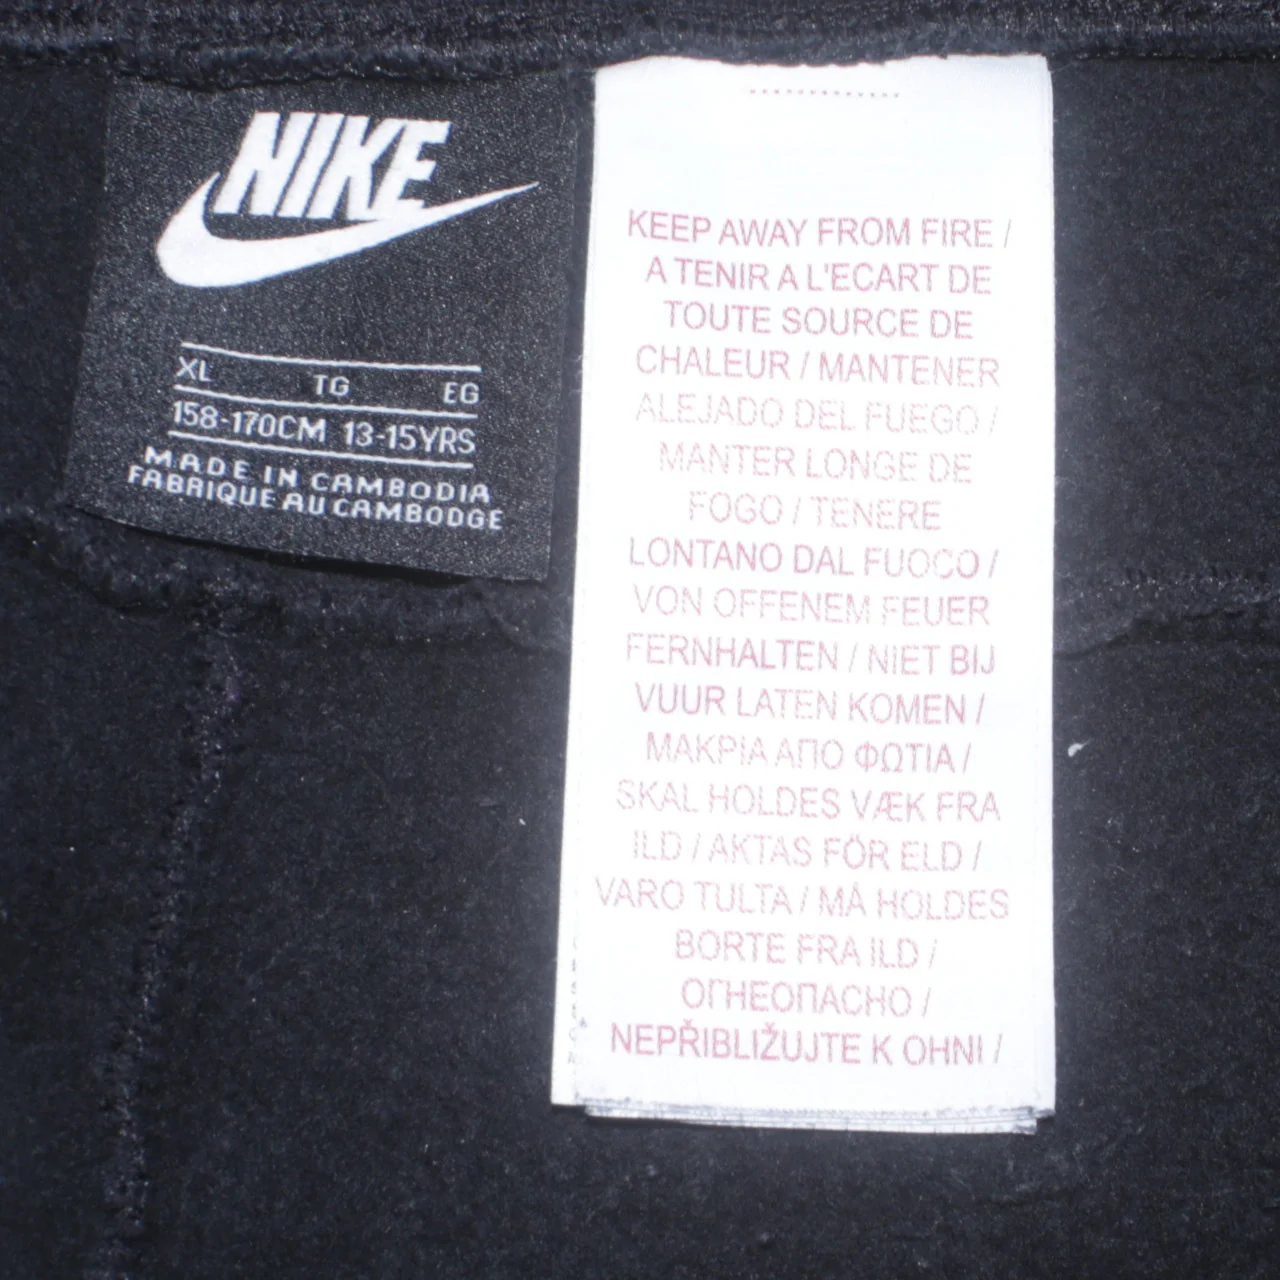 NIKE
XL TG EG
158-170CM 13-15YRS
MADE IN CAMBODIA
FABRIQUE AU CAMBODGE
KEEP AWAY FROM FIRE /
A TENIR A L'ECART DE
TOUTE SOURCE DE
CHALEUR / MANTENER
ALEJADO DEL FUEGO /
MANTER LONGE DE
FOGO / TENERE
LONTANO DAL FUOCO /
VON OFFENEM FEUER
FERNHALTEN / NIET BIJ
VUUR LATEN KOMEN /
ΜΑΚΡΙΑ ΑΠΟ ΦΩΤΙΑ /
SKAL HOLDES VÆK FRA
ILD / AKTAS FÖR ELD /
VARO TULTA / MÅ HOLDES
BORTE FRA ILD /
ОГНЕОПАСНО /
NEPŘIBLIŽUJTE K OHNI /